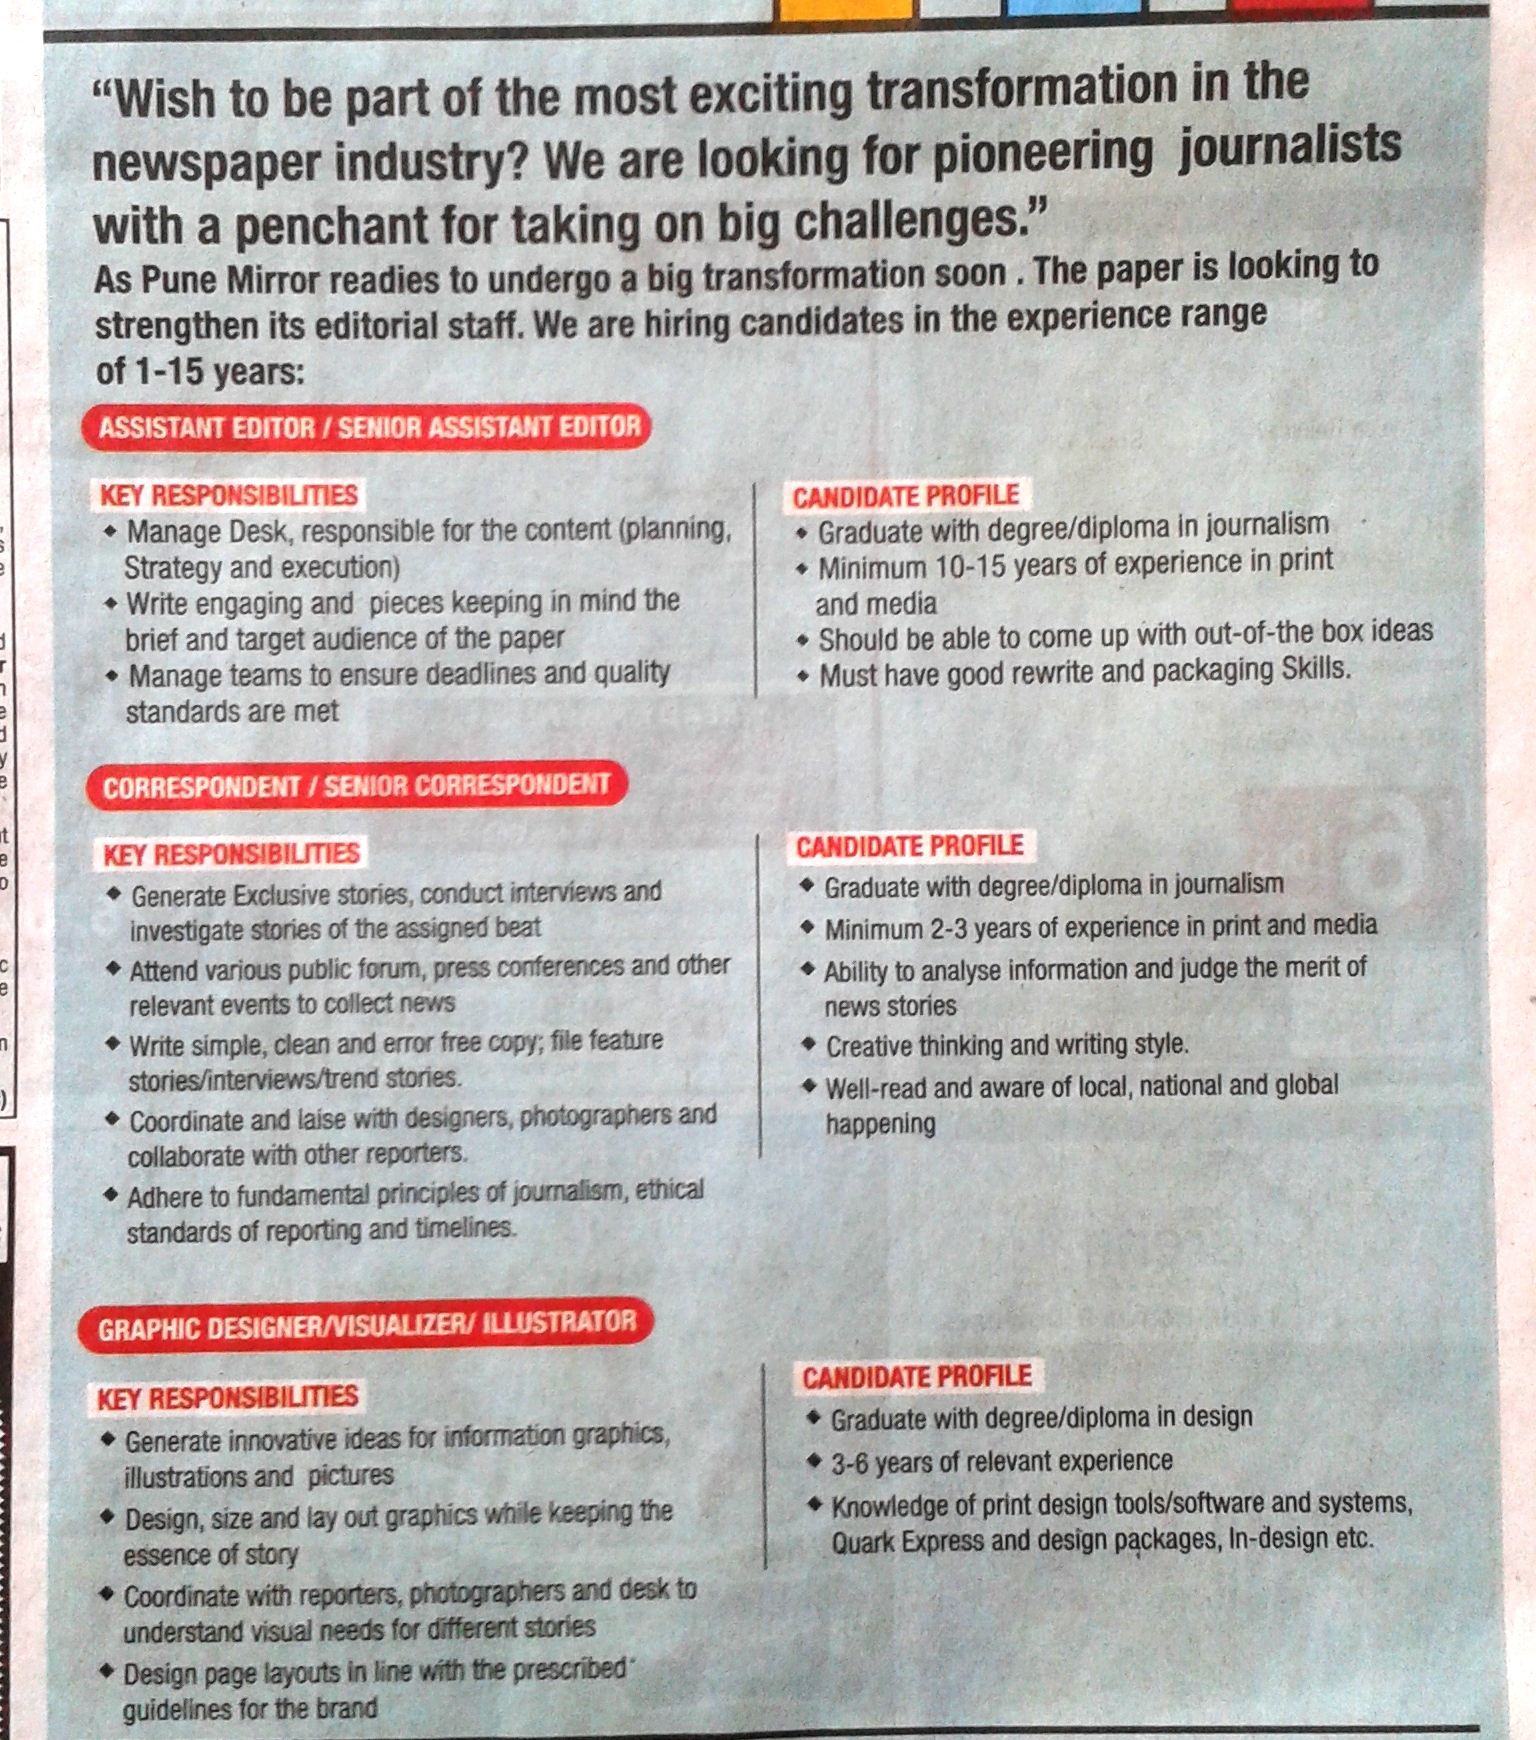 “Wish to be part of the most exciting transformation in the
newspaper industry? We are looking for pioneering journalists
with a penchant for taking on big challenges.”
As Pune Mirror readies to undergo a big transformation soon . The paper is looking to
strengthen its editorial staff. We are hiring candidates in the experience range
of 1-15 years:
ASSISTANT EDITOR / SENIOR ASSISTANT EDITOR
KEY RESPONSIBILITIES
◆ Manage Desk, responsible for the content (planning,
Strategy and execution)
◆ Write engaging and pieces keeping in mind the
brief and target audience of the paper
◆ Manage teams to ensure deadlines and quality
standards are met
CANDIDATE PROFILE
◆ Graduate with degree/diploma in journalism
◆ Minimum 10-15 years of experience in print
and media
◆ Should be able to come up with out-of-the box ideas
◆ Must have good rewrite and packaging Skills.
CORRESPONDENT / SENIOR CORRESPONDENT
KEY RESPONSIBILITIES
◆ Generate Exclusive stories, conduct interviews and
investigate stories of the assigned beat
◆ Attend various public forum, press conferences and other
relevant events to collect news
◆ Write simple, clean and error free copy; file feature
stories/interviews/trend stories.
◆ Coordinate and laise with designers, photographers and
collaborate with other reporters.
◆ Adhere to fundamental principles of journalism, ethical
standards of reporting and timelines.
CANDIDATE PROFILE
◆ Graduate with degree/diploma in journalism
◆ Minimum 2-3 years of experience in print and media
◆ Ability to analyse information and judge the merit of
news stories
◆ Creative thinking and writing style.
◆ Well-read and aware of local, national and global
happening
GRAPHIC DESIGNER/VISUALIZER/ ILLUSTRATOR
KEY RESPONSIBILITIES
◆ Generate innovative ideas for information graphics,
illustrations and pictures
◆ Design, size and lay out graphics while keeping the
essence of story
◆ Coordinate with reporters, photographers and desk to
understand visual needs for different stories
◆ Design page layouts in line with the prescribed
guidelines for the brand
CANDIDATE PROFILE
◆ Graduate with degree/diploma in design
◆ 3-6 years of relevant experience
◆ Knowledge of print design tools/software and systems,
Quark Express and design packages, In-design etc.